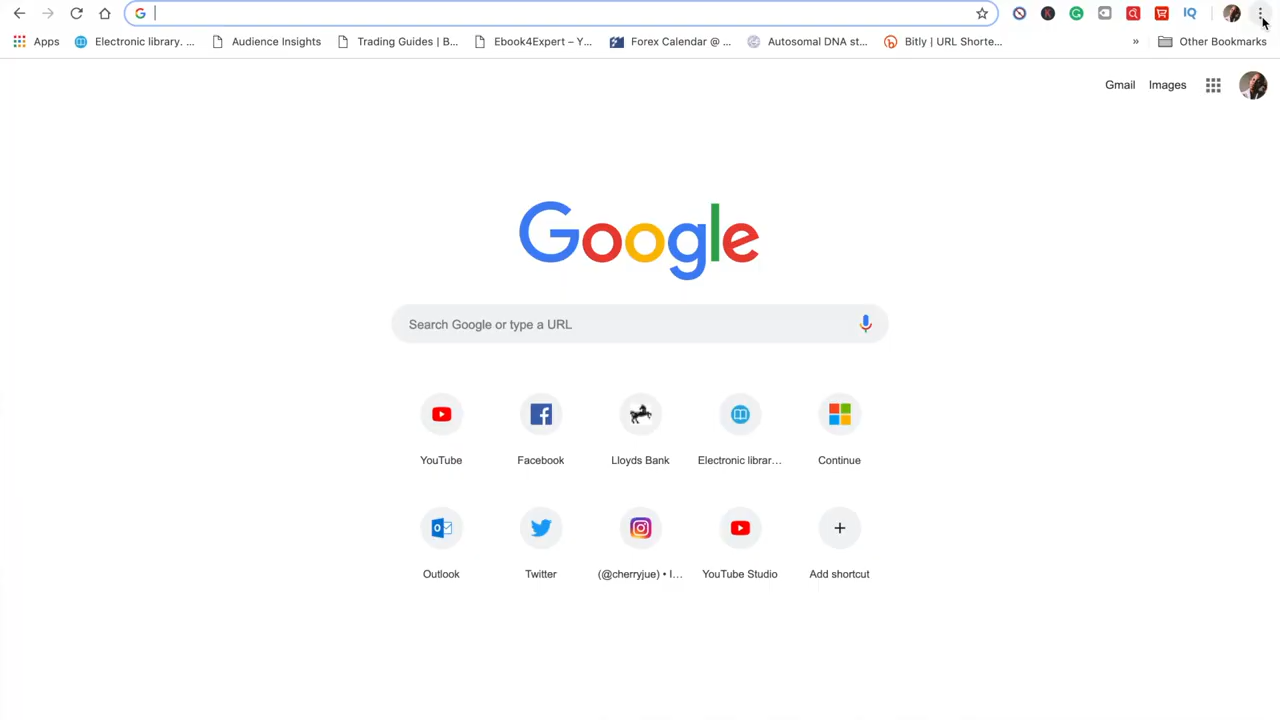 IQ
Apps Electronic library. ... Audience Insights Trading Guides | B... Ebook4Expert – Y... Forex Calendar @ ... Autosomal DNA st... Bitly | URL Shorte... » Other Bookmarks
Gmail Images
Google
Search Google or type a URL
YouTube Facebook Lloyds Bank Electronic librar... Continue
Outlook Twitter (@cherryjue) • I... YouTube Studio Add shortcut